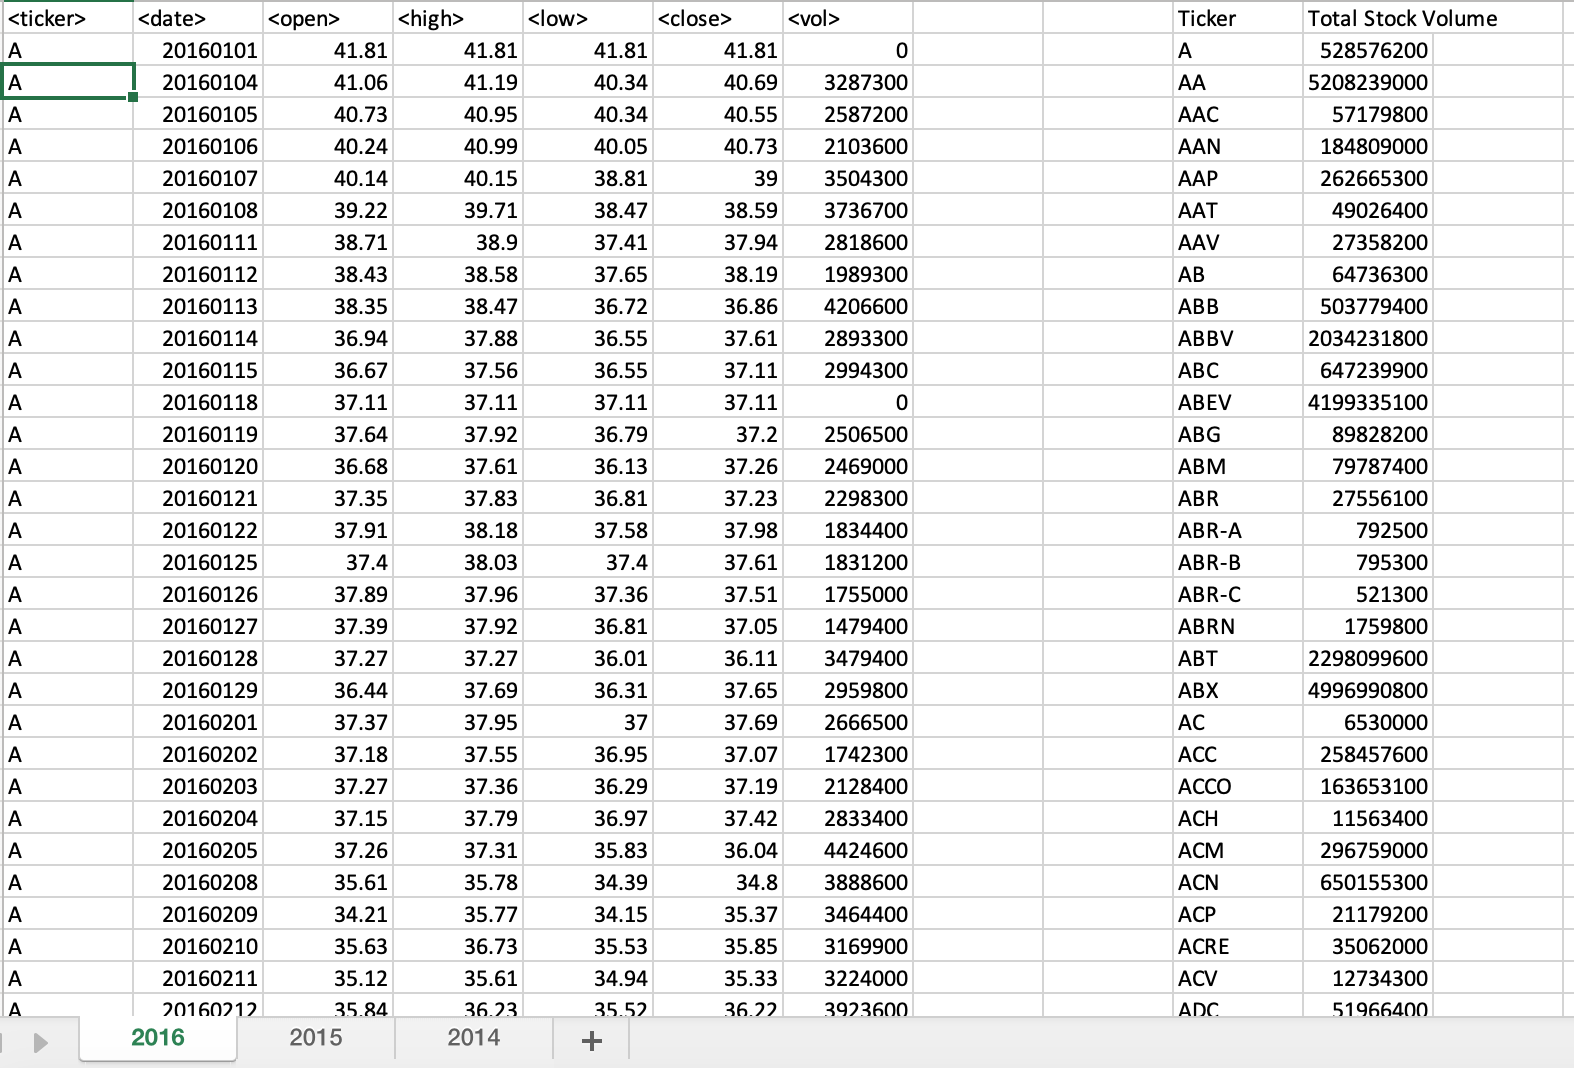 <ticker> <date> <open> <high> <low> <close> <vol> Ticker Total Stock Volume
A 20160101 41.81 41.81 41.81 41.81 0 A 528576200
A 20160104 41.06 41.19 40.34 40.69 3287300 AA 5208239000
A 20160105 40.73 40.95 40.34 40.55 2587200 AAC 57179800
A 20160106 40.24 40.99 40.05 40.73 2103600 AAN 184809000
A 20160107 40.14 40.15 38.81 39 3504300 AAP 262665300
A 20160108 39.22 39.71 38.47 38.59 3736700 AAT 49026400
A 20160111 38.71 38.9 37.41 37.94 2818600 AAV 27358200
A 20160112 38.43 38.58 37.65 38.19 1989300 AB 64736300
A 20160113 38.35 38.47 36.72 36.86 4206600 ABB 503779400
A 20160114 36.94 37.88 36.55 37.61 2893300 ABBV 2034231800
A 20160115 36.67 37.56 36.55 37.11 2994300 ABC 647239900
A 20160118 37.11 37.11 37.11 37.11 0 ABEV 4199335100
A 20160119 37.64 37.92 36.79 37.2 2506500 ABG 89828200
A 20160120 36.68 37.61 36.13 37.26 2469000 ABM 79787400
A 20160121 37.35 37.83 36.81 37.23 2298300 ABR 27556100
A 20160122 37.91 38.18 37.58 37.98 1834400 ABR-A 792500
A 20160125 37.4 38.03 37.4 37.61 1831200 ABR-B 795300
A 20160126 37.89 37.96 37.36 37.51 1755000 ABR-C 521300
A 20160127 37.39 37.92 36.81 37.05 1479400 ABRN 1759800
A 20160128 37.27 37.27 36.01 36.11 3479400 ABT 2298099600
A 20160129 36.44 37.69 36.31 37.65 2959800 ABX 4996990800
A 20160201 37.37 37.95 37 37.69 2666500 AC 6530000
A 20160202 37.18 37.55 36.95 37.07 1742300 ACC 258457600
A 20160203 37.27 37.36 36.29 37.19 2128400 ACCO 163653100
A 20160204 37.15 37.79 36.97 37.42 2833400 ACH 11563400
A 20160205 37.26 37.31 35.83 36.04 4424600 ACM 296759000
A 20160208 35.61 35.78 34.39 34.8 3888600 ACN 650155300
A 20160209 34.21 35.77 34.15 35.37 3464400 ACP 21179200
A 20160210 35.63 36.73 35.53 35.85 3169900 ACRE 35062000
A 20160211 35.12 35.61 34.94 35.33 3224000 ACV 12734300
A 20160212 35.84 36.23 35.52 36.22 3923600 ADC 51966400
2016 2015 2014 +